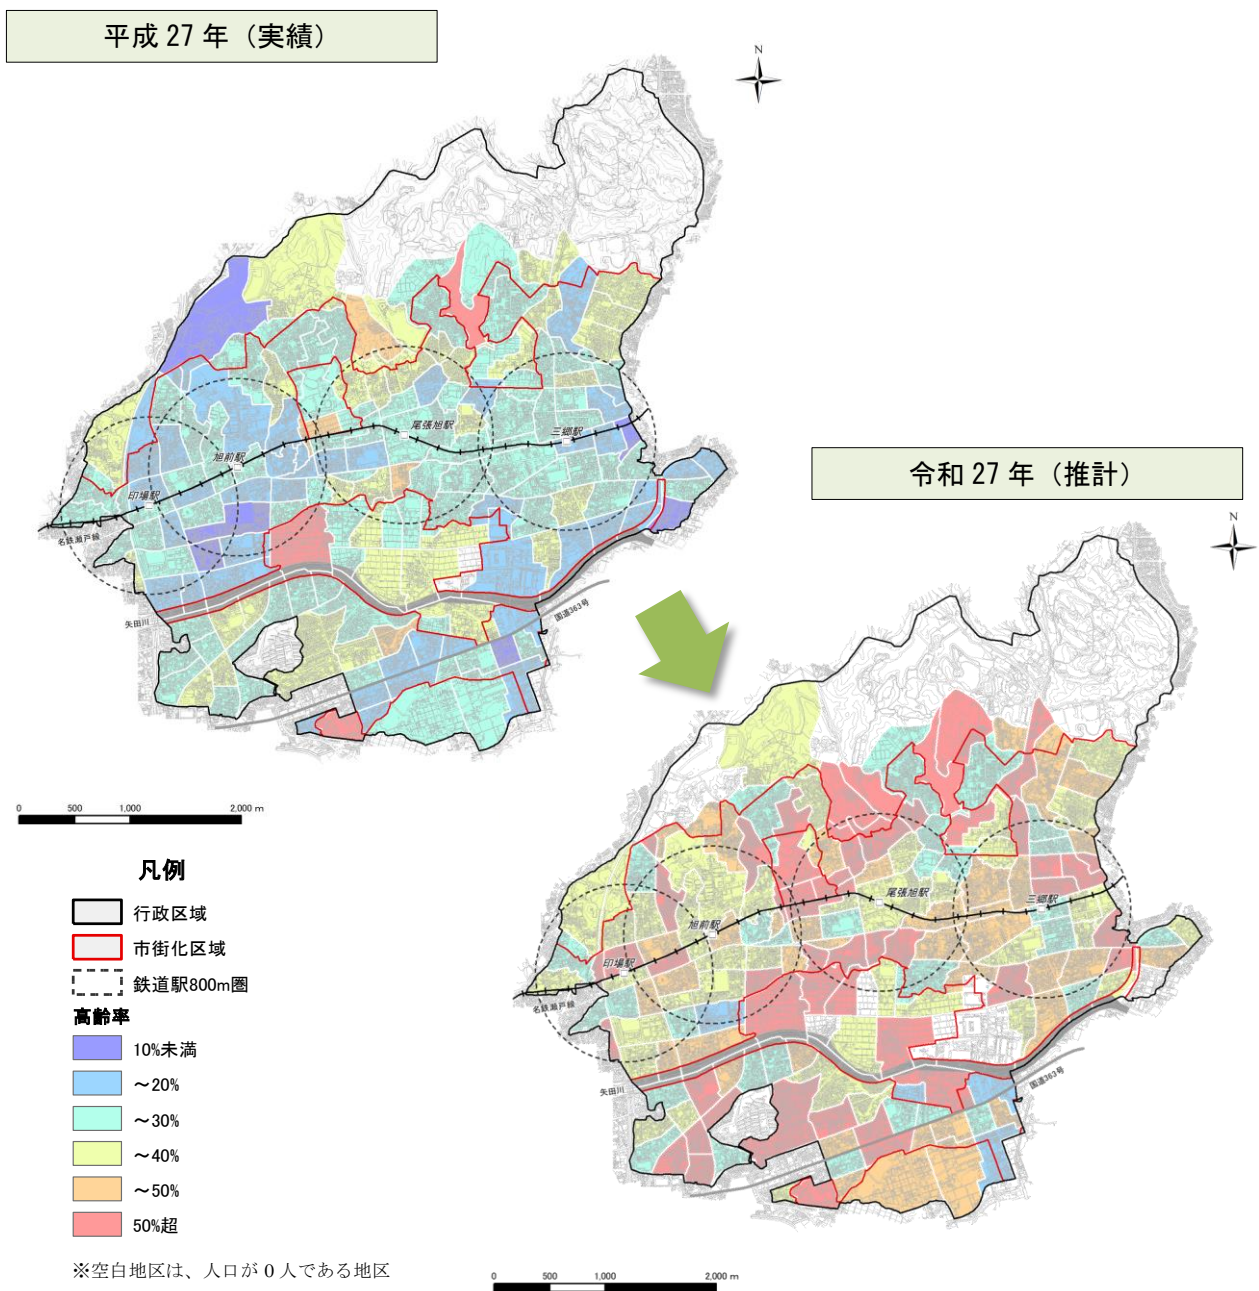 平成 27 年（実績）
N
尾張旭駅
三郷駅
旭前駅
印場駅
名鉄瀬戸線
矢田川
国道363号
0 500 1,000 2,000 m
令和 27 年（推計）
N
尾張旭駅
三郷駅
旭前駅
印場駅
名鉄瀬戸線
矢田川
国道363号
0 500 1,000 2,000 m
凡例
行政区域
市街化区域
鉄道駅800m圏
高齢率
10%未満
～20%
～30%
～40%
～50%
50%超
※空白地区は、人口が 0 人である地区